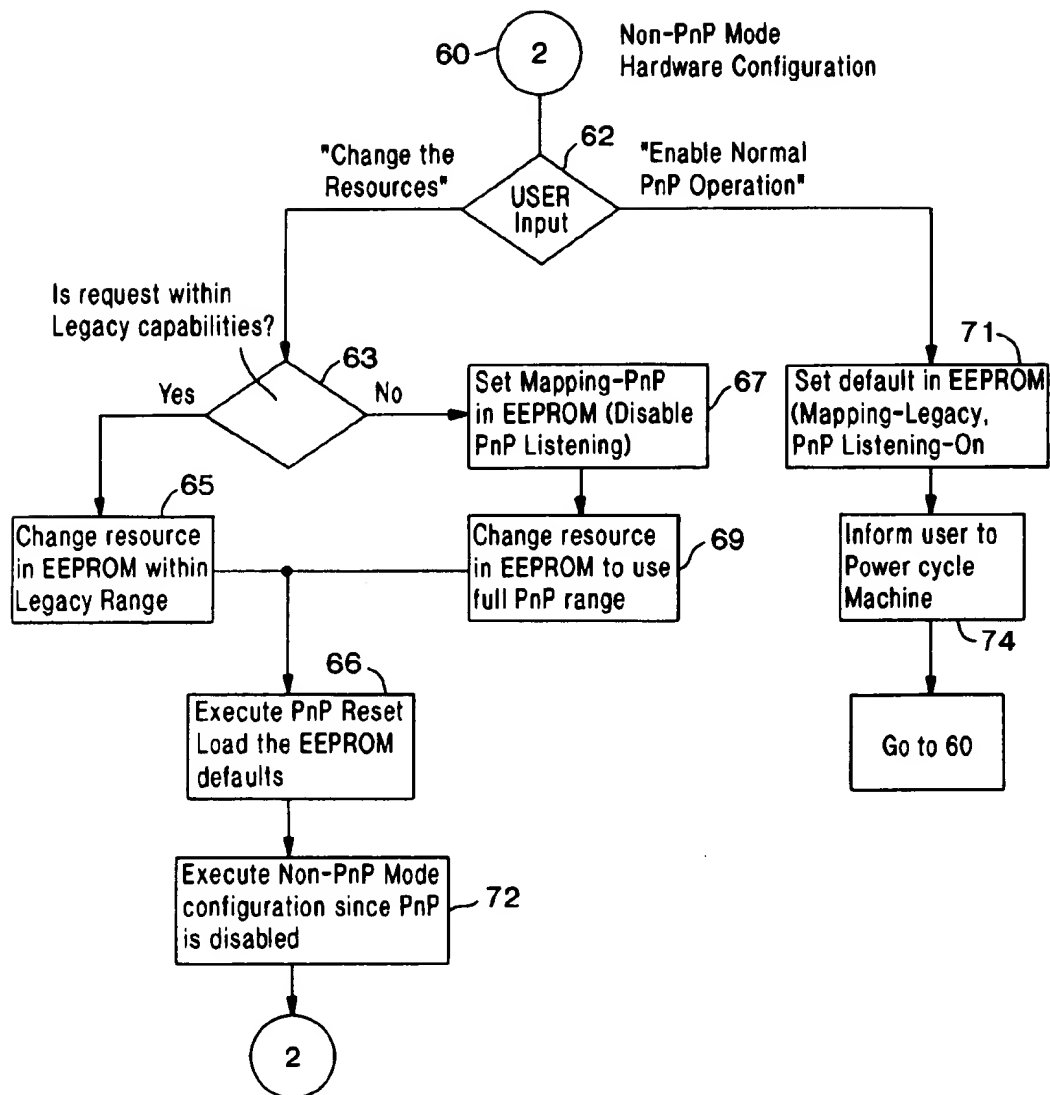 60
2
Non-PnP Mode
Hardware Configuration
62
"Change the
Resources"
USER
Input
"Enable Normal
PnP Operation"
Is request within
Legacy capabilities?
63
Yes
No
Set Mapping-PnP
in EEPROM (Disable
PnP Listening)
67
71
Set default in EEPROM
(Mapping-Legacy,
PnP Listening-On
65
Change resource
in EEPROM within
Legacy Range
Change resource
in EEPROM to use
full PnP range
69
Inform user to
Power cycle
Machine
74
66
Execute PnP Reset
Load the EEPROM
defaults
Go to 60
Execute Non-PnP Mode
configuration since PnP
is disabled
72
2